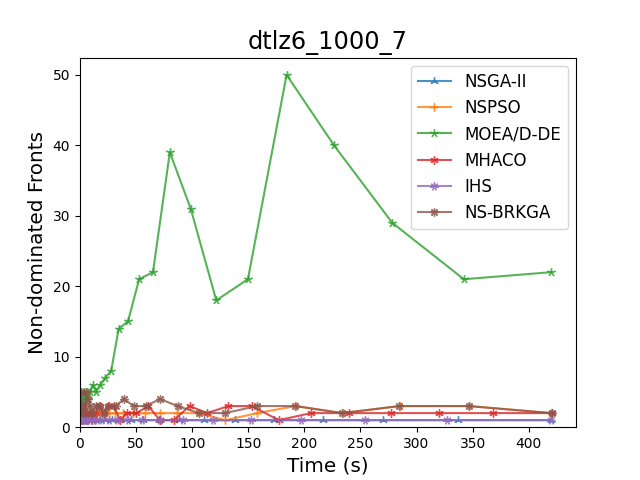 dtlz6_1000_7
Non-dominated Fronts
50
40
30
20
10
0
0 50 100 150 200 250 300 350 400
Time (s)
NSGA-II
NSPSO
MOEA/D-DE
MHACO
IHS
NS-BRKGA